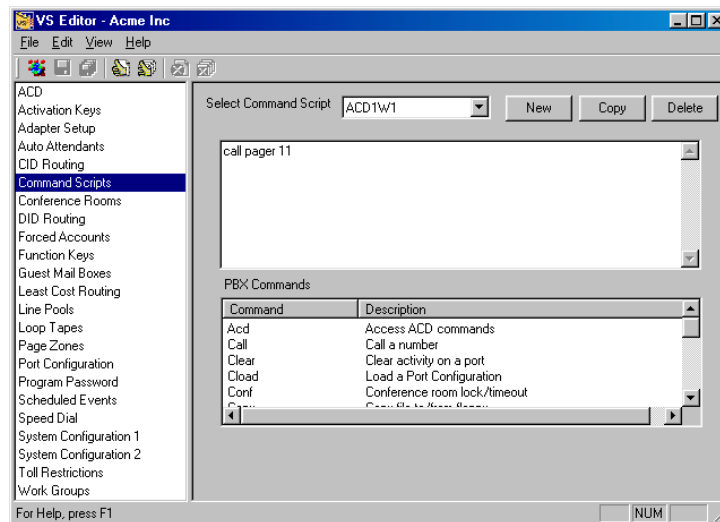 VS Editor - Acme Inc
File Edit View Help
ACD
Activation Keys
Adapter Setup
Auto Attendants
CID Routing
Command Scripts
Conference Rooms
DID Routing
Forced Accounts
Function Keys
Guest Mail Boxes
Least Cost Routing
Line Pools
Loop Tapes
Page Zones
Port Configuration
Program Password
Scheduled Events
Speed Dial
System Configuration 1
System Configuration 2
Toll Restrictions
Work Groups
Select Command Script ACD1W1 New Copy Delete
call pager 11
PBX Commands
Command Description
Acd Access ACD commands
Call Call a number
Clear Clear activity on a port
Cload Load a Port Configuration
Conf Conference room lock/timeout
For Help, press F1 NUM